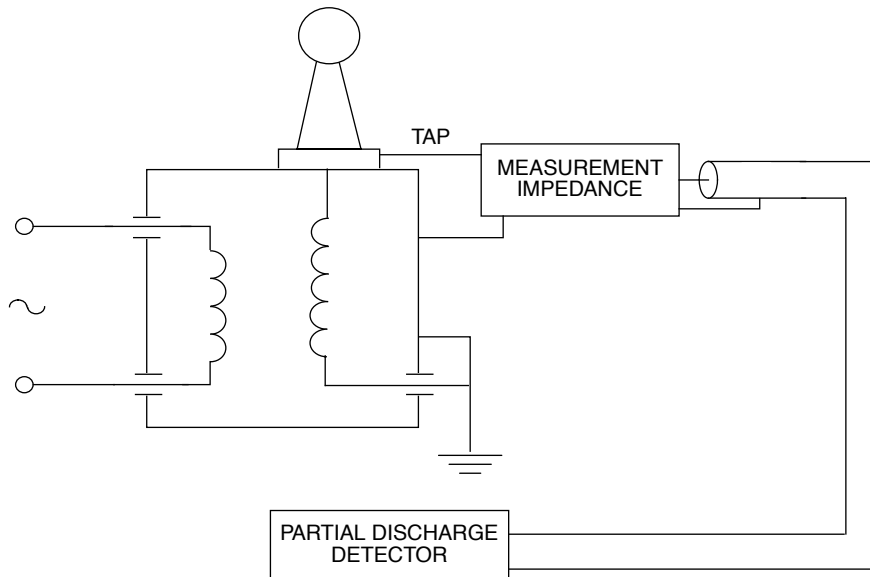 TAP
MEASUREMENT
IMPEDANCE
PARTIAL DISCHARGE
DETECTOR